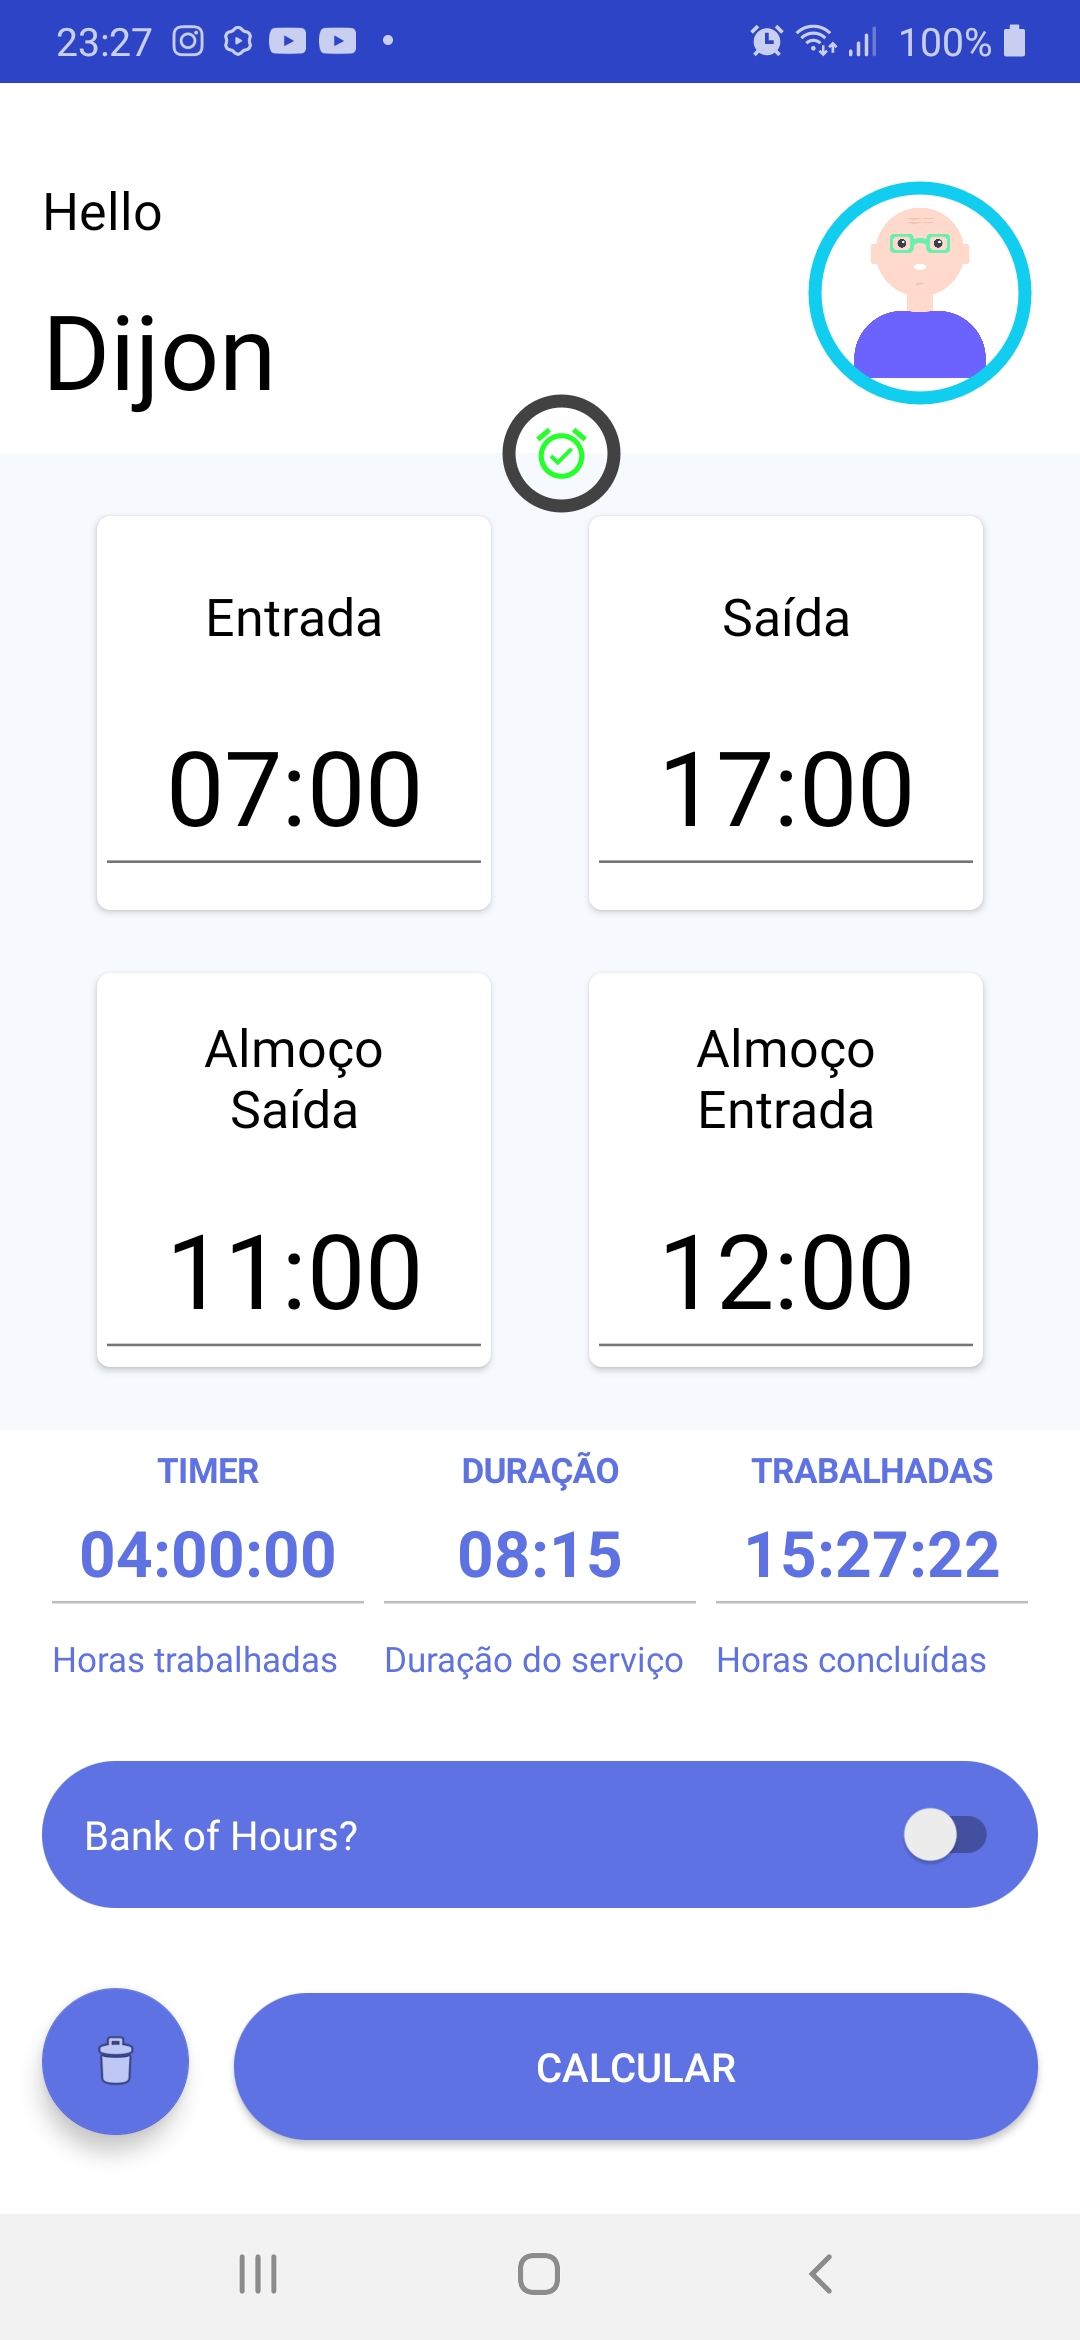 23:27
100%
Hello
Dijon
Entrada
07:00
Saída
17:00
Almoço
Saída
11:00
Almoço
Entrada
12:00
TIMER
04:00:00
Horas trabalhadas
DURAÇÃO
08:15
Duração do serviço
TRABALHADAS
15:27:22
Horas concluídas
Bank of Hours?
CALCULAR